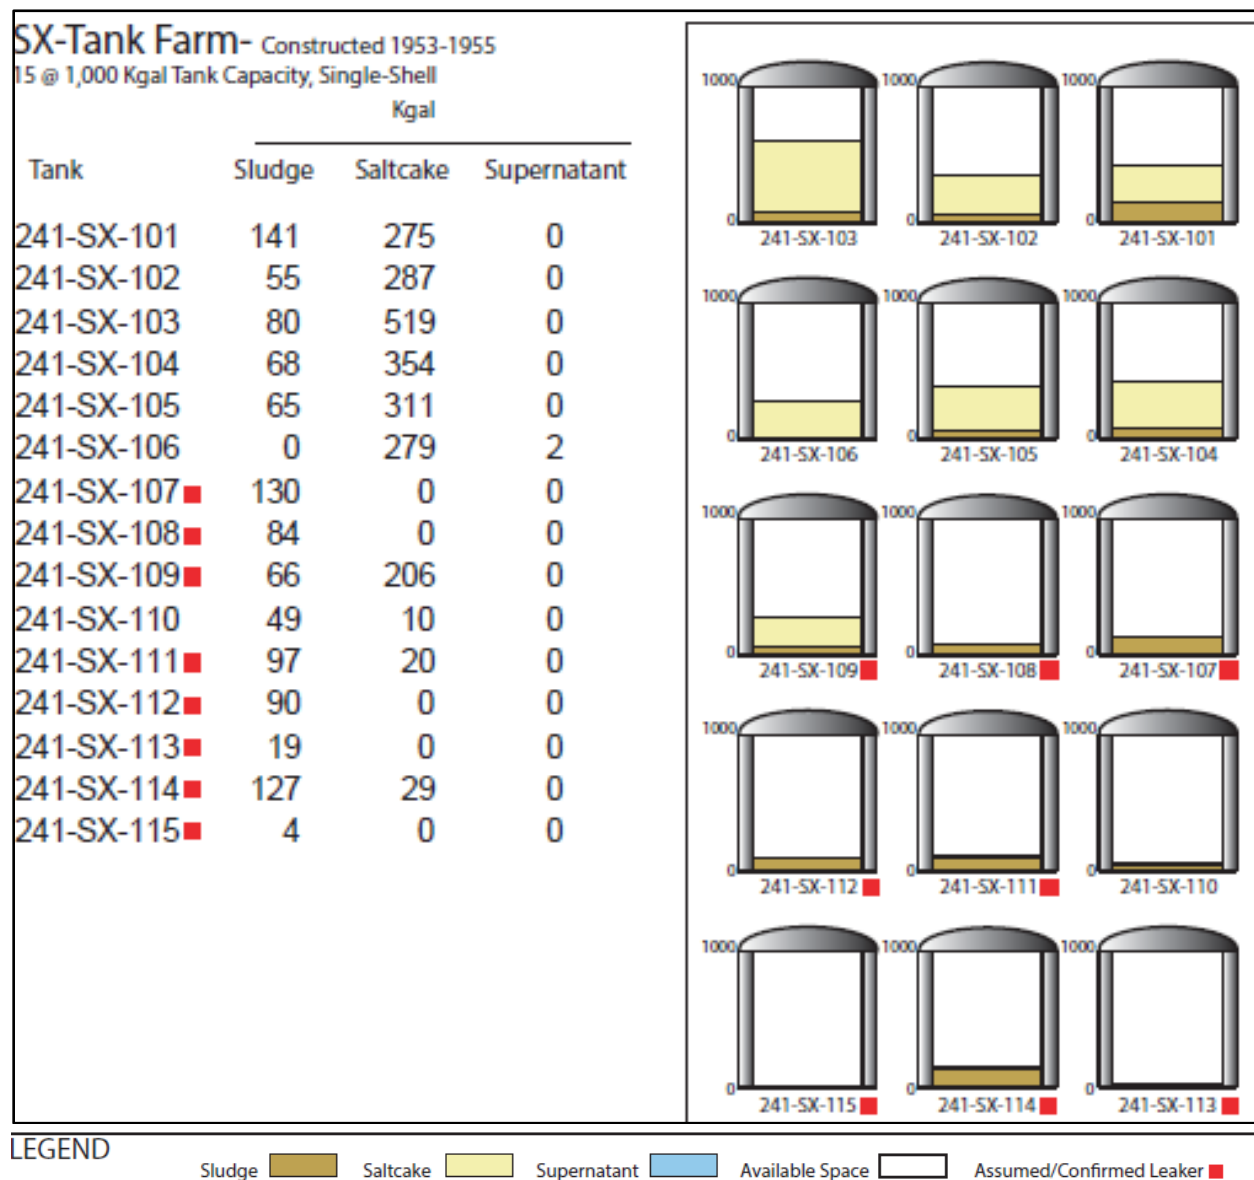 SX-Tank Farm- Constructed 1953-1955
15 @ 1,000 Kgal Tank Capacity, Single-Shell
Kgal
Tank Sludge Saltcake Supernatant
241-SX-101 141 275 0
241-SX-102 55 287 0
241-SX-103 80 519 0
241-SX-104 68 354 0
241-SX-105 65 311 0
241-SX-106 0 279 2
241-SX-107 130 0 0
241-SX-108 84 0 0
241-SX-109 66 206 0
241-SX-110 49 10 0
241-SX-111 97 20 0
241-SX-112 90 0 0
241-SX-113 19 0 0
241-SX-114 127 29 0
241-SX-115 4 0 0
1000 1000 1000
0 0 0
241-SX-103 241-SX-102 241-SX-101
1000 1000 1000
0 0 0
241-SX-106 241-SX-105 241-SX-104
1000 1000 1000
0 0 0
241-SX-109 241-SX-108 241-SX-107
1000 1000 1000
0 0 0
241-SX-112 241-SX-111 241-SX-110
1000 1000 1000
0 0 0
241-SX-115 241-SX-114 241-SX-113
LEGEND
Sludge Saltcake Supernatant Available Space Assumed/Confirmed Leaker